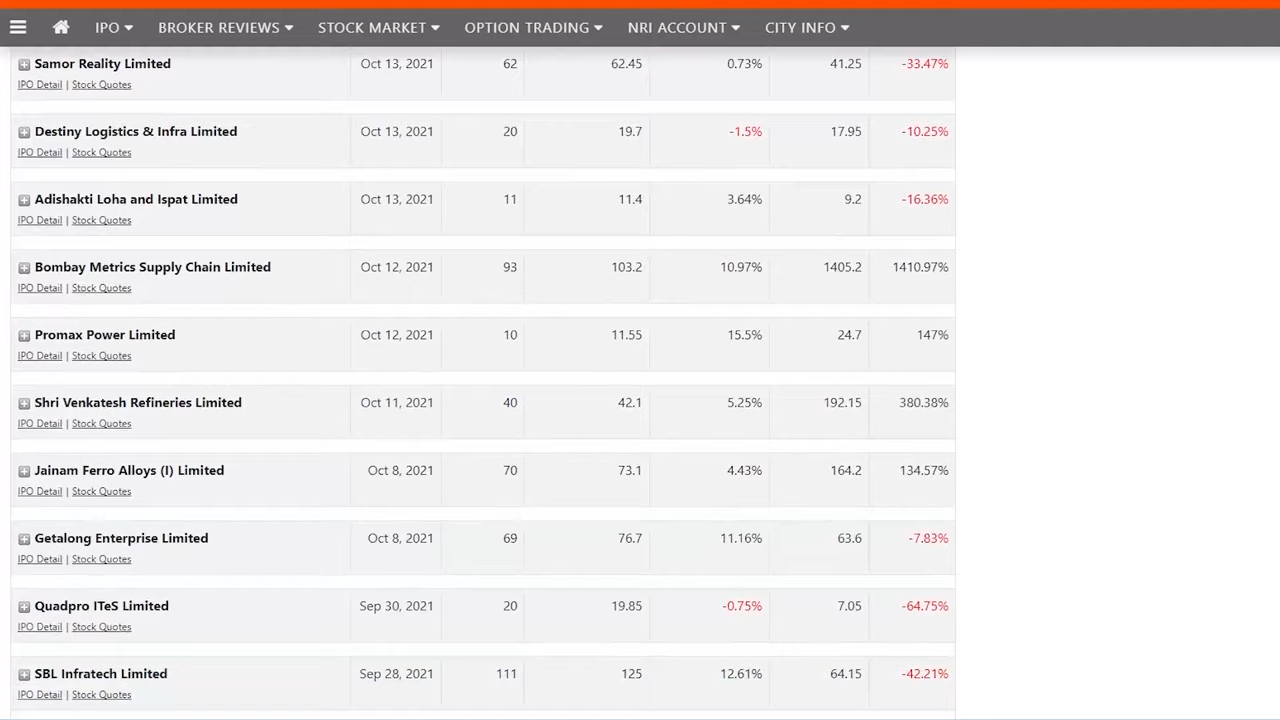 IPO BROKER REVIEWS STOCK MARKET OPTION TRADING NRI ACCOUNT CITY INFO
Samor Reality Limited Oct 13, 2021 62 62.45 0.73% 41.25 -33.47%
IPO Detail | Stock Quotes
Destiny Logistics & Infra Limited Oct 13, 2021 20 19.7 -1.5% 17.95 -10.25%
IPO Detail | Stock Quotes
Adishakti Loha and Ispat Limited Oct 13, 2021 11 11.4 3.64% 9.2 -16.36%
IPO Detail | Stock Quotes
Bombay Metrics Supply Chain Limited Oct 12, 2021 93 103.2 10.97% 1405.2 1410.97%
IPO Detail | Stock Quotes
Promax Power Limited Oct 12, 2021 10 11.55 15.5% 24.7 147%
IPO Detail | Stock Quotes
Shri Venkatesh Refineries Limited Oct 11, 2021 40 42.1 5.25% 192.15 380.38%
IPO Detail | Stock Quotes
Jainam Ferro Alloys (I) Limited Oct 8, 2021 70 73.1 4.43% 164.2 134.57%
IPO Detail | Stock Quotes
Getalong Enterprise Limited Oct 8, 2021 69 76.7 11.16% 63.6 -7.83%
IPO Detail | Stock Quotes
Quadpro ITeS Limited Sep 30, 2021 20 19.85 -0.75% 7.05 -64.75%
IPO Detail | Stock Quotes
SBL Infratech Limited Sep 28, 2021 111 125 12.61% 64.15 -42.21%
IPO Detail | Stock Quotes